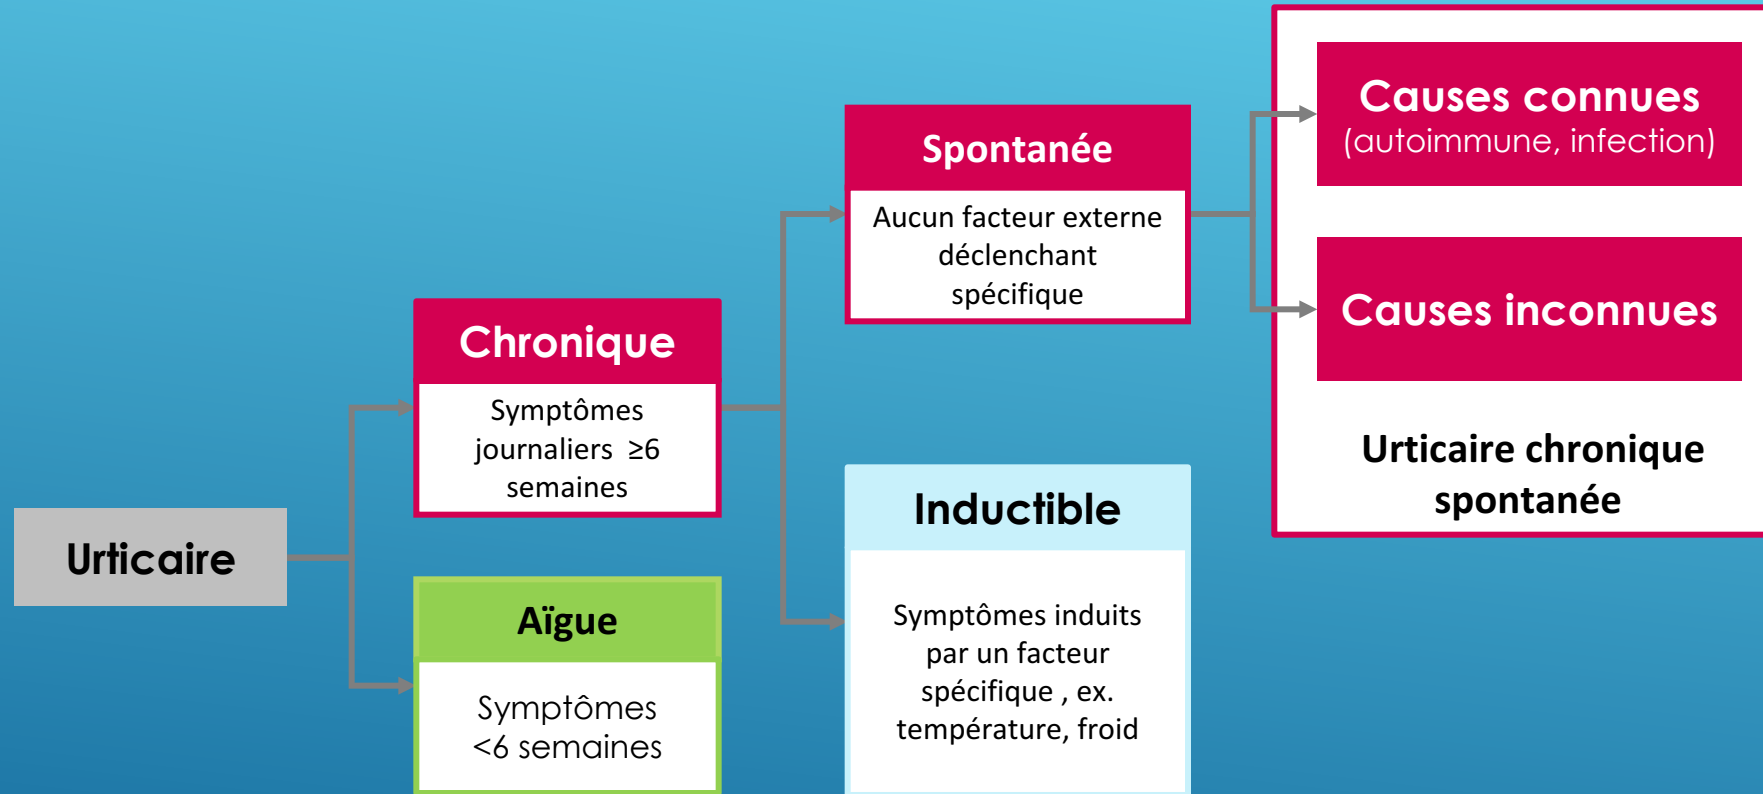 Urticaire
Chronique
Symptômes
journaliers ≥6
semaines
Aïgue
Symptômes
<6 semaines
Spontanée
Aucun facteur externe
déclenchant
spécifique
Inductible
Symptômes induits
par un facteur
spécifique , ex.
température, froid
Causes connues
(autoimmune, infection)
Causes inconnues
Urticaire chronique
spontanée